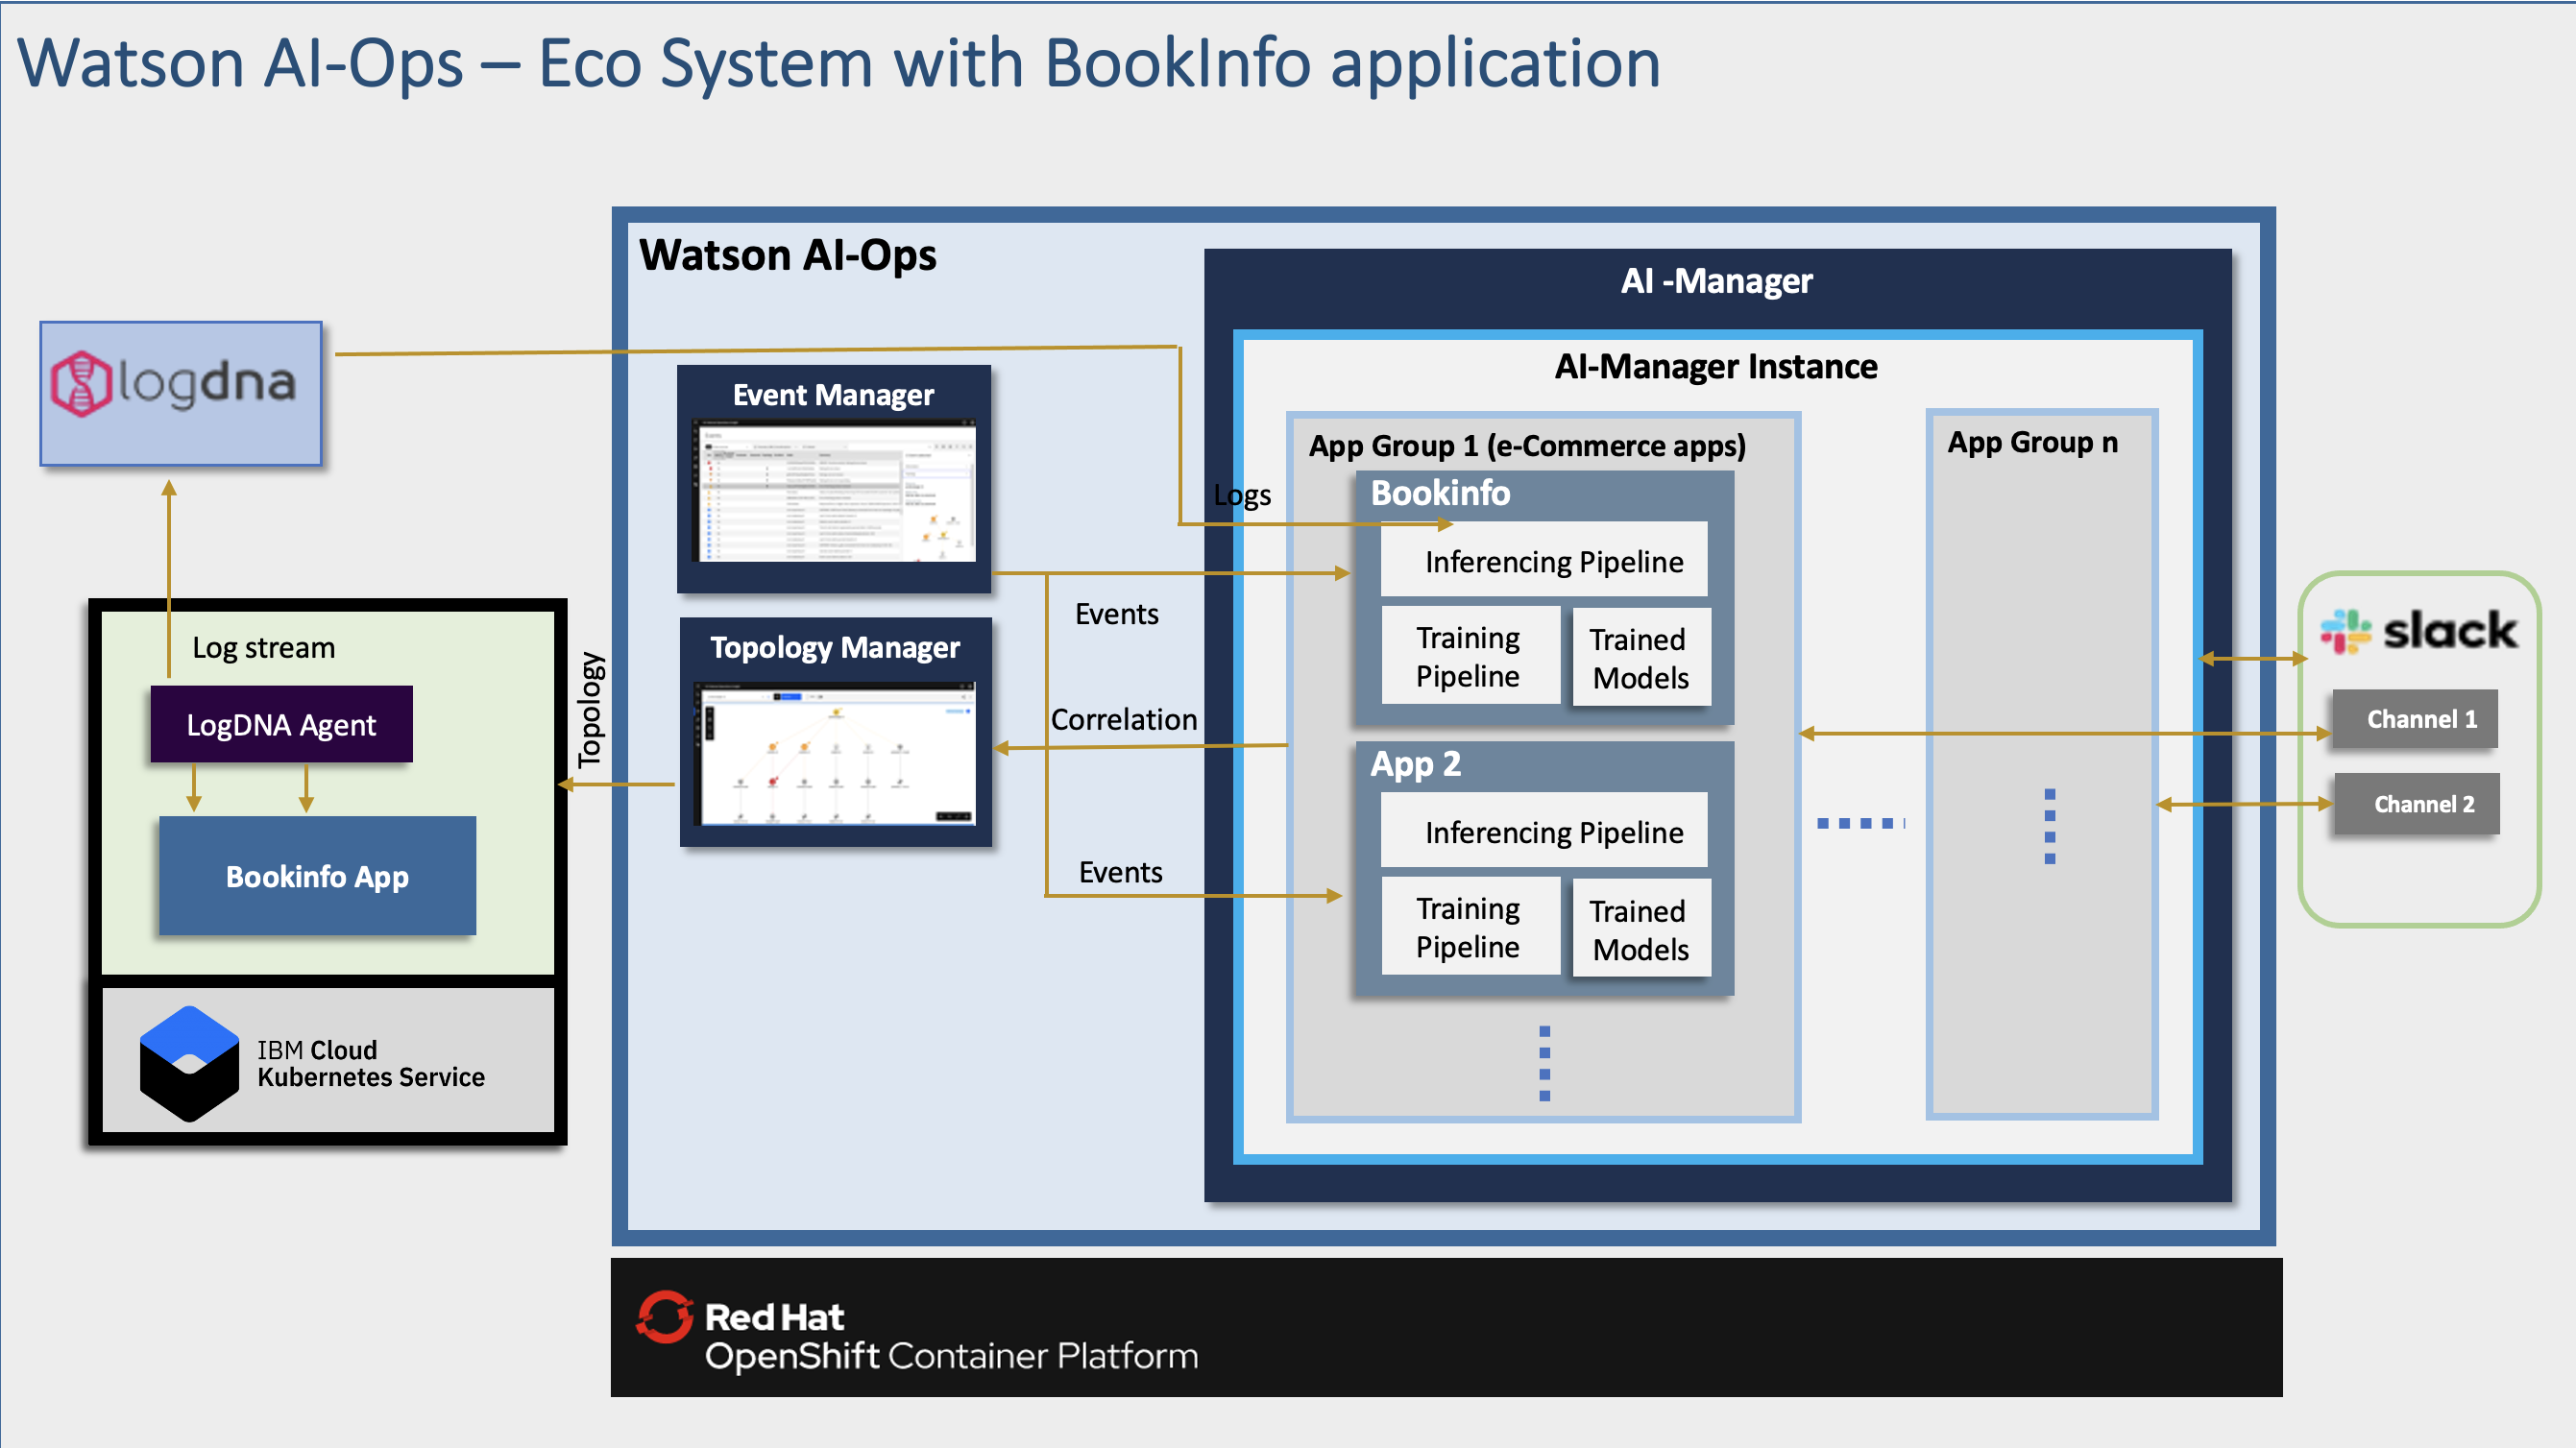 Watson AI-Ops – Eco System with BookInfo application
Watson AI-Ops
AI -Manager
AI-Manager Instance
logdna
Event Manager
App Group 1 (e-Commerce apps)
App Group n
Logs
Bookinfo
Inferencing Pipeline
Training
Pipeline
Trained
Models
Events
Log stream
Topology
Topology Manager
slack
LogDNA Agent
Correlation
Channel 1
App 2
Channel 2
Inferencing Pipeline
Bookinfo App
Events
Training
Pipeline
Trained
Models
IBM Cloud
Kubernetes Service
Red Hat
OpenShift Container Platform